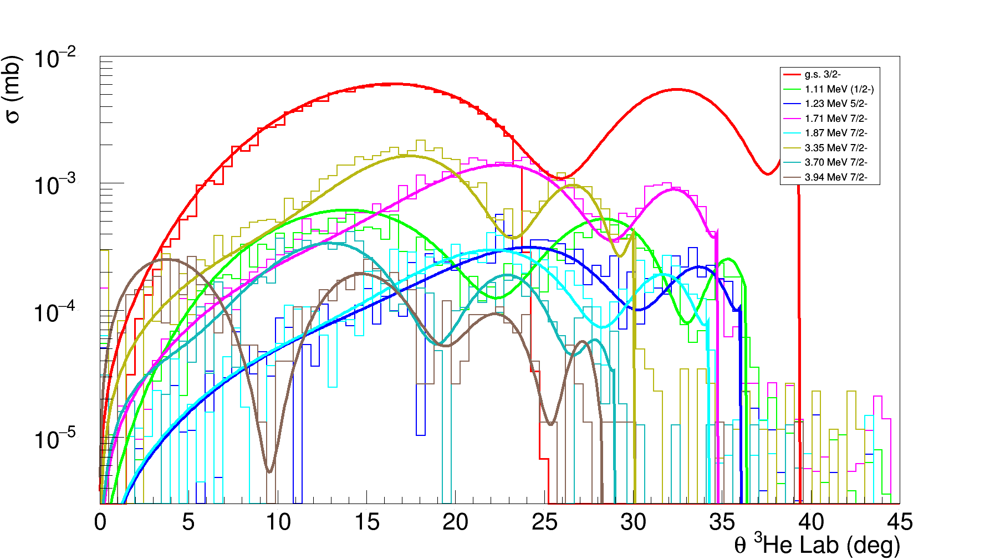 σ (mb)
10⁻²
10⁻³
10⁻⁴
10⁻⁵
g.s. 3/2-
1.11 MeV (1/2-)
1.23 MeV 5/2-
1.71 MeV 7/2-
1.87 MeV 7/2-
3.35 MeV 7/2-
3.70 MeV 7/2-
3.94 MeV 7/2-
0 5 10 15 20 25 30 35 40 45
θ ³He Lab (deg)